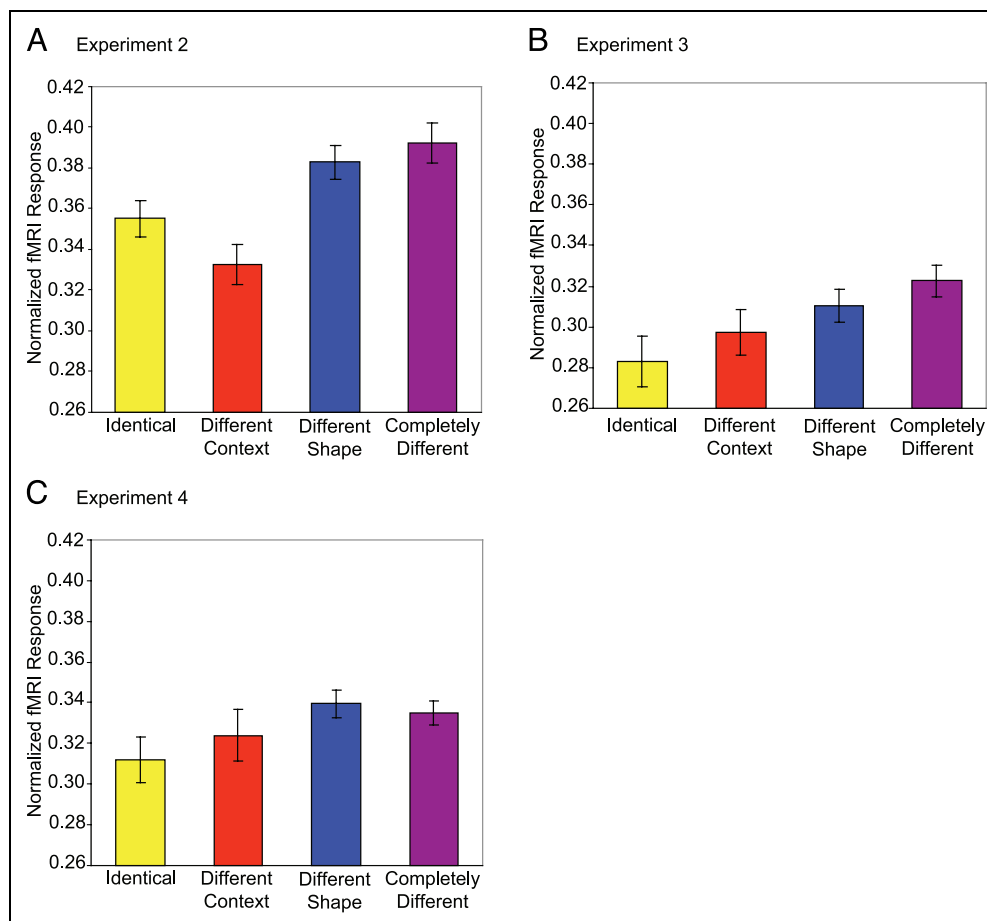 A Experiment 2
Normalized fMRI Response
0.42
0.40
0.38
0.36
0.34
0.32
0.30
0.28
0.26
Identical
Different
Context
Different
Shape
Completely
Different
B Experiment 3
Normalized fMRI Response
0.42
0.40
0.38
0.36
0.34
0.32
0.30
0.28
0.26
Identical
Different
Context
Different
Shape
Completely
Different
C Experiment 4
Normalized fMRI Response
0.42
0.40
0.38
0.36
0.34
0.32
0.30
0.28
0.26
Identical
Different
Context
Different
Shape
Completely
Different